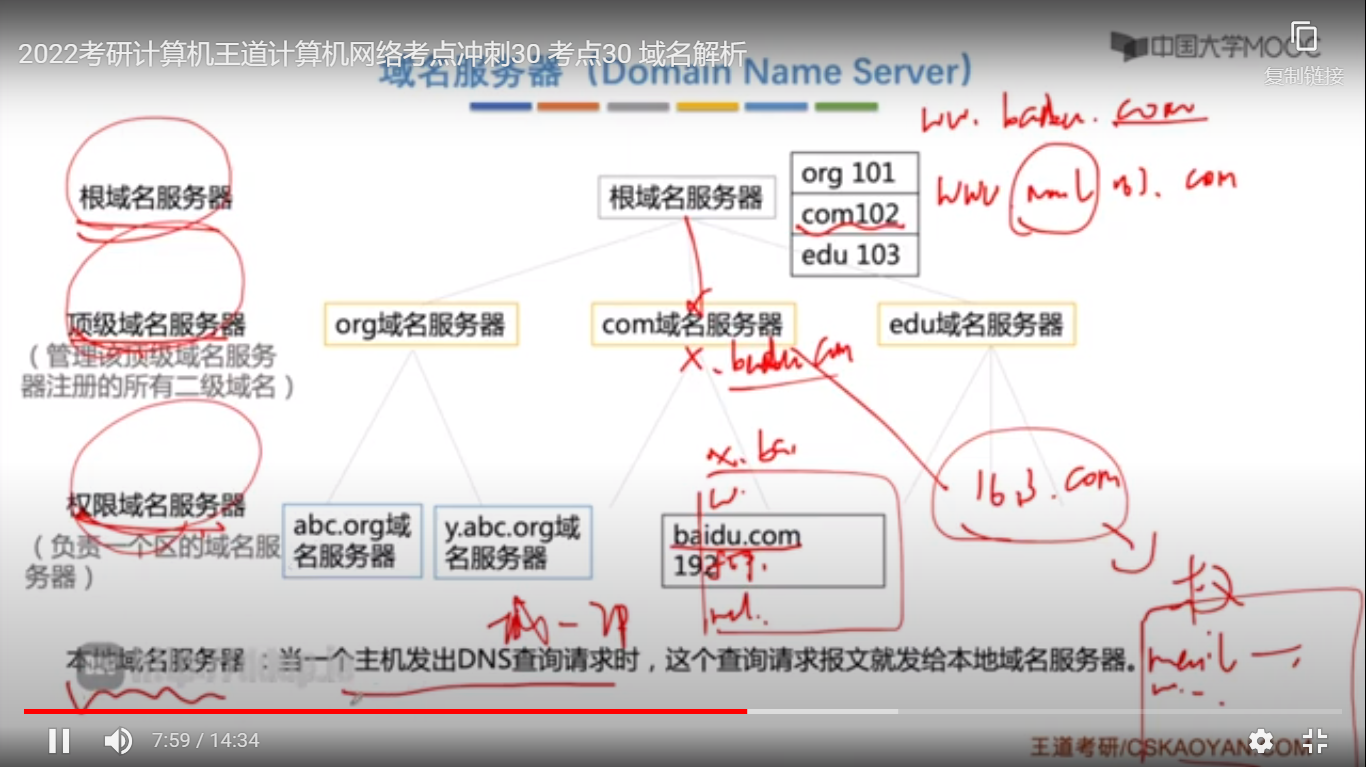 2022考研计算机王道计算机网络考点冲刺30 考点30 域名解析
中国大学MOOC
复制链接
域名服务器（Domain Name Server）
com
根域名服务器
根域名服务器
org 101
com102
edu 103
com
顶级域名服务器
（管理该顶级域名服务
器注册的所有二级域名）
org域名服务器
com域名服务器
edu域名服务器
163.com
权限域名服务器
（负责一个区的域名服
务器）
abc.org域
名服务器
y.abc.org域
名服务器
baidu.com
192
权
域-IP
本地域名服务器：当一个主机发出DNS查询请求时，这个查询请求报文就发给本地域名服务器。
mail
7:59 / 14:34
王道考研/CSKAOYAN.COM